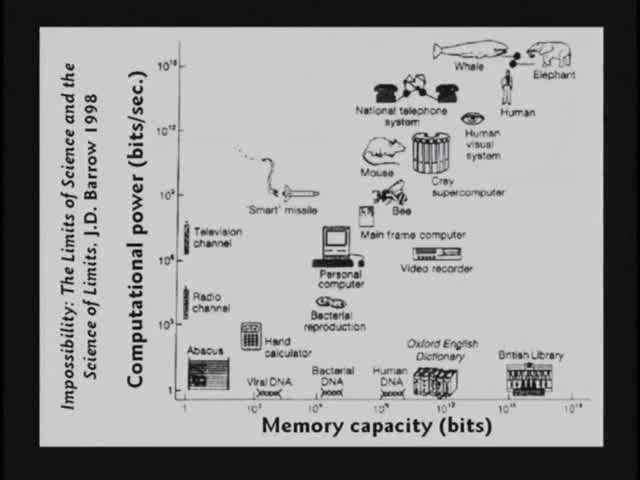 Impossibility: The Limits of Science and the
Science of Limits, J.D. Barrow 1998
Computational power (bits/sec.)
10¹⁵
10¹²
10⁹
10⁶
10³
1
Whale
Elephant
National telephone
system
Human
Human
visual
system
Mouse
Cray
supercomputer
"Smart" missile
Bee
Television
channel
Main frame computer
Personal
computer
Video recorder
Radio
channel
Bacterial
reproduction
Hand
calculator
Abacus
Viral DNA
Bacterial
DNA
Human
DNA
Oxford English
Dictionary
British Library
1
10³
10⁶
10⁹
10¹²
10¹⁵
Memory capacity (bits)